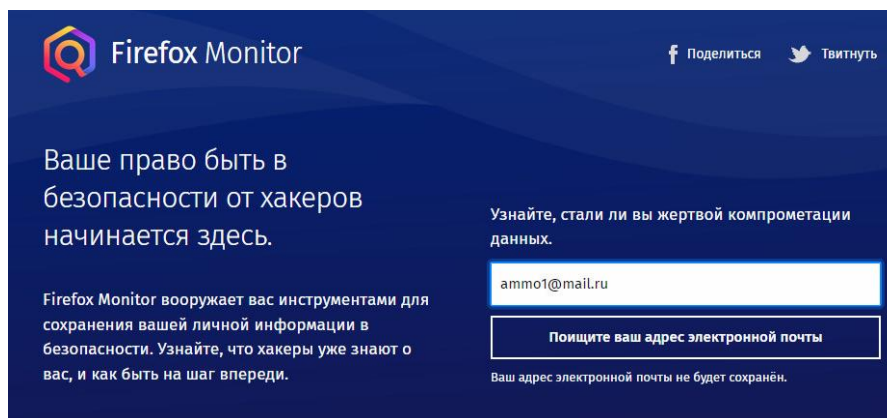 Firefox Monitor
Поделиться
Твитнуть
Ваше право быть в
безопасности от хакеров
начинается здесь.
Firefox Monitor вооружает вас инструментами для
сохранения вашей личной информации в
безопасности. Узнайте, что хакеры уже знают о
вас, и как быть на шаг впереди.
Узнайте, стали ли вы жертвой компрометации
данных.
ammo1@mail.ru
Поищите ваш адрес электронной почты
Ваш адрес электронной почты не будет сохранён.